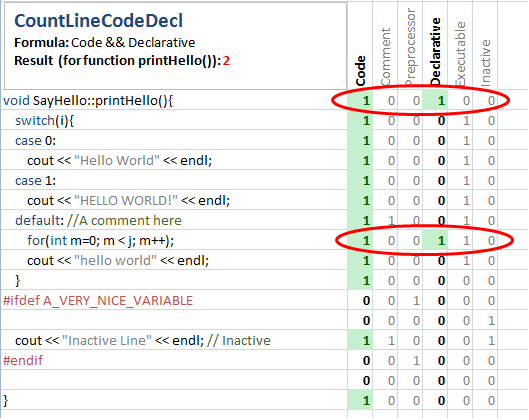 CountLineCodeDecl
Formula: Code && Declarative
Result (for function printHello()): 2
Code
Comment
Preprocessor
Declarative
Executable
Inactive
void SayHello::printHello(){ 1 0 0 1 0 0
switch(i){ 1 0 0 0 1 0
case 0: 1 0 0 0 1 0
cout << "Hello World" << endl; 1 0 0 0 1 0
case 1: 1 0 0 0 1 0
cout << "HELLO WORLD!" << endl; 1 0 0 0 1 0
default: //A comment here 1 1 0 0 1 0
for(int m=0; m < j; m++); 1 0 0 1 1 0
cout << "hello world" << endl; 1 0 0 0 1 0
} 1 0 0 0 0 0
#ifdef A_VERY_NICE_VARIABLE 0 0 1 0 0 0
0 0 0 0 0 1
cout << "Inactive Line" << endl; // Inactive 1 1 0 0 0 1
#endif 0 0 1 0 0 0
0 0 0 0 0 0
} 1 0 0 0 0 0